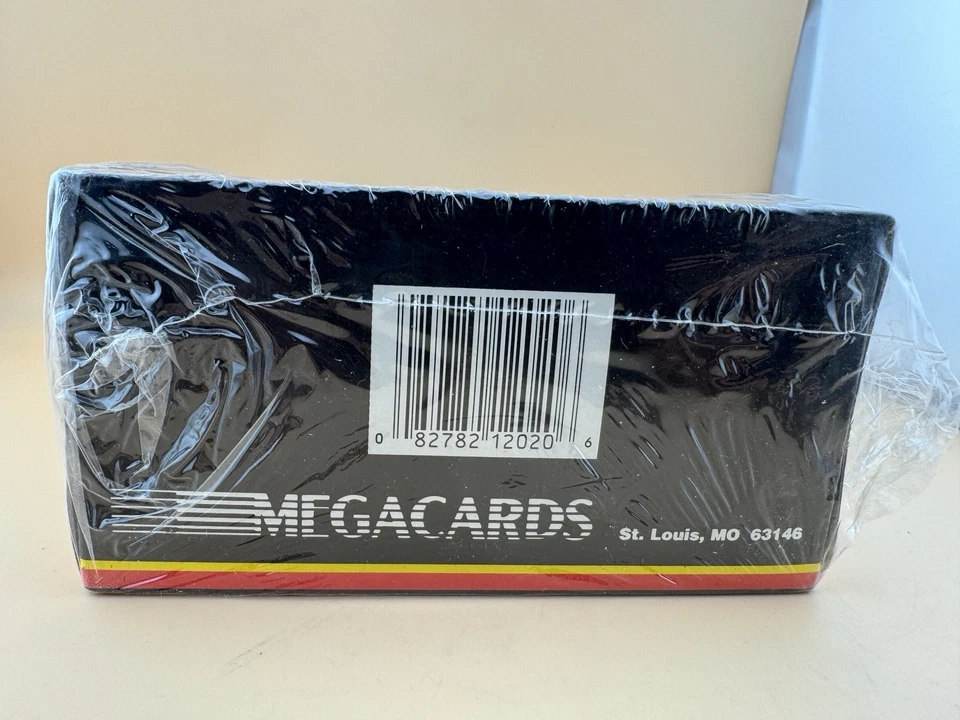 0 82782 12020 6
MEGACARDS
St. Louis, MO 63146